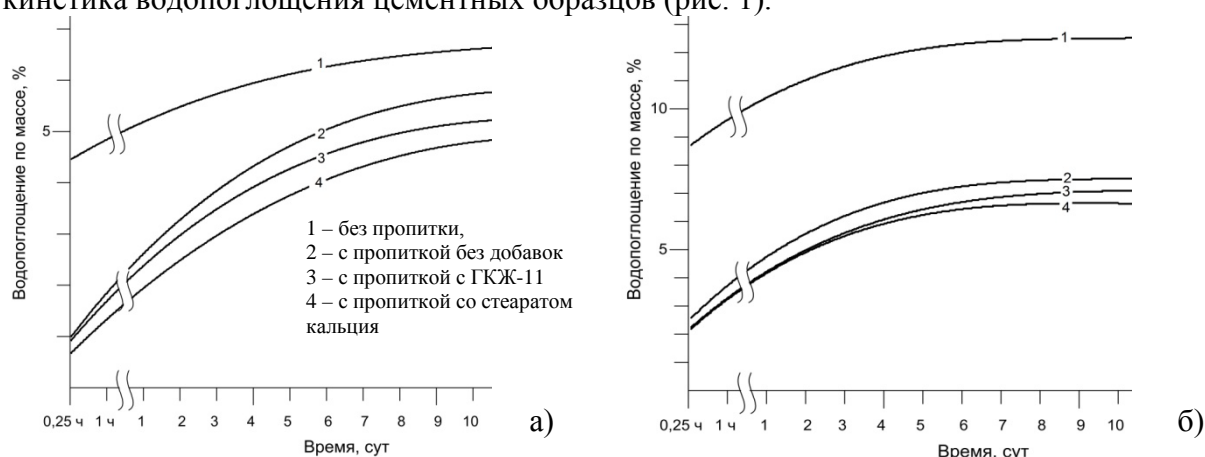 кинетика водопоглощения цементных образцов (рис. 1).
Водопоглощение по массе, %
5
1
2
3
4
1 – без пропитки,
2 – с пропиткой без добавок
3 – с пропиткой с ГКЖ-11
4 – с пропиткой со стеаратом
кальция
0,25 ч 1 ч 1 2 3 4 5 6 7 8 9 10
Время, сут
а)
Водопоглощение по массе, %
10
5
1
2
3
4
0,25 ч 1 ч 1 2 3 4 5 6 7 8 9 10
Время, сут
б)